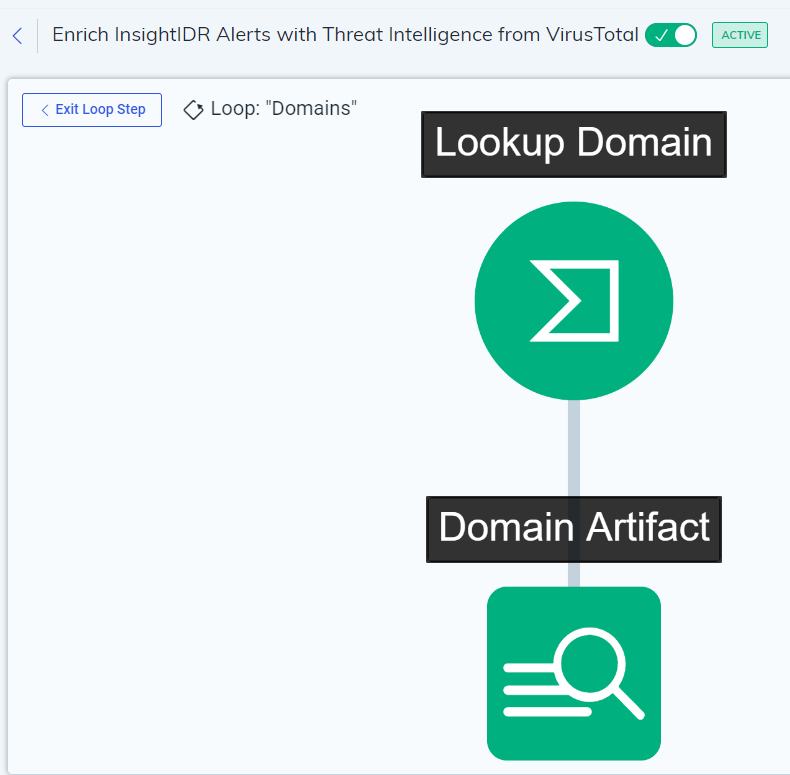 Enrich InsightIDR Alerts with Threat Intelligence from VirusTotal
ACTIVE
Exit Loop Step
Loop: "Domains"
Lookup Domain
Domain Artifact